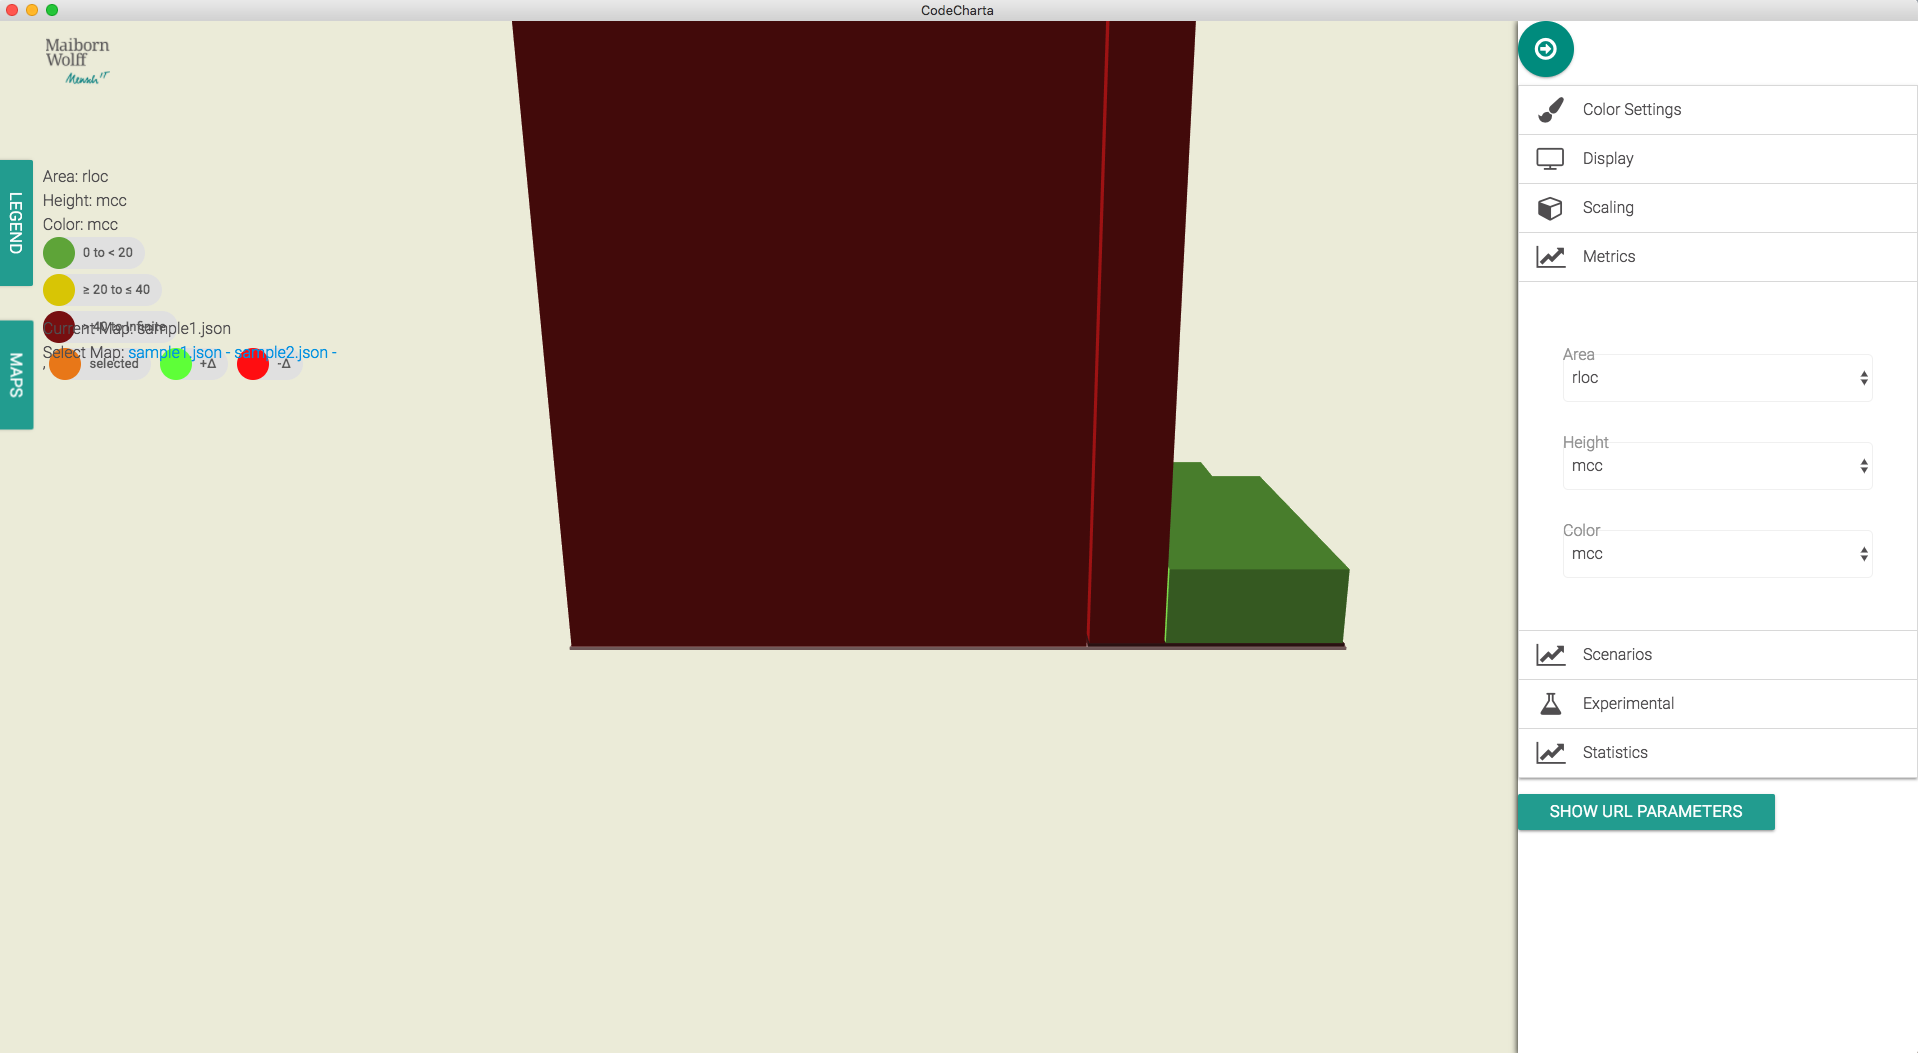 CodeCharta
Maiborn
Wolff
Mensch IT
LEGEND
Area: rloc
Height: mcc
Color: mcc
0 to < 20
≥ 20 to ≤ 40
> 40 to Infinite
Current Map: sample1.json
Select Map: sample1.json - sample2.json -
, selected +Δ -Δ
MAPS
Color Settings
Display
Scaling
Metrics
Area
rloc
Height
mcc
Color
mcc
Scenarios
Experimental
Statistics
SHOW URL PARAMETERS